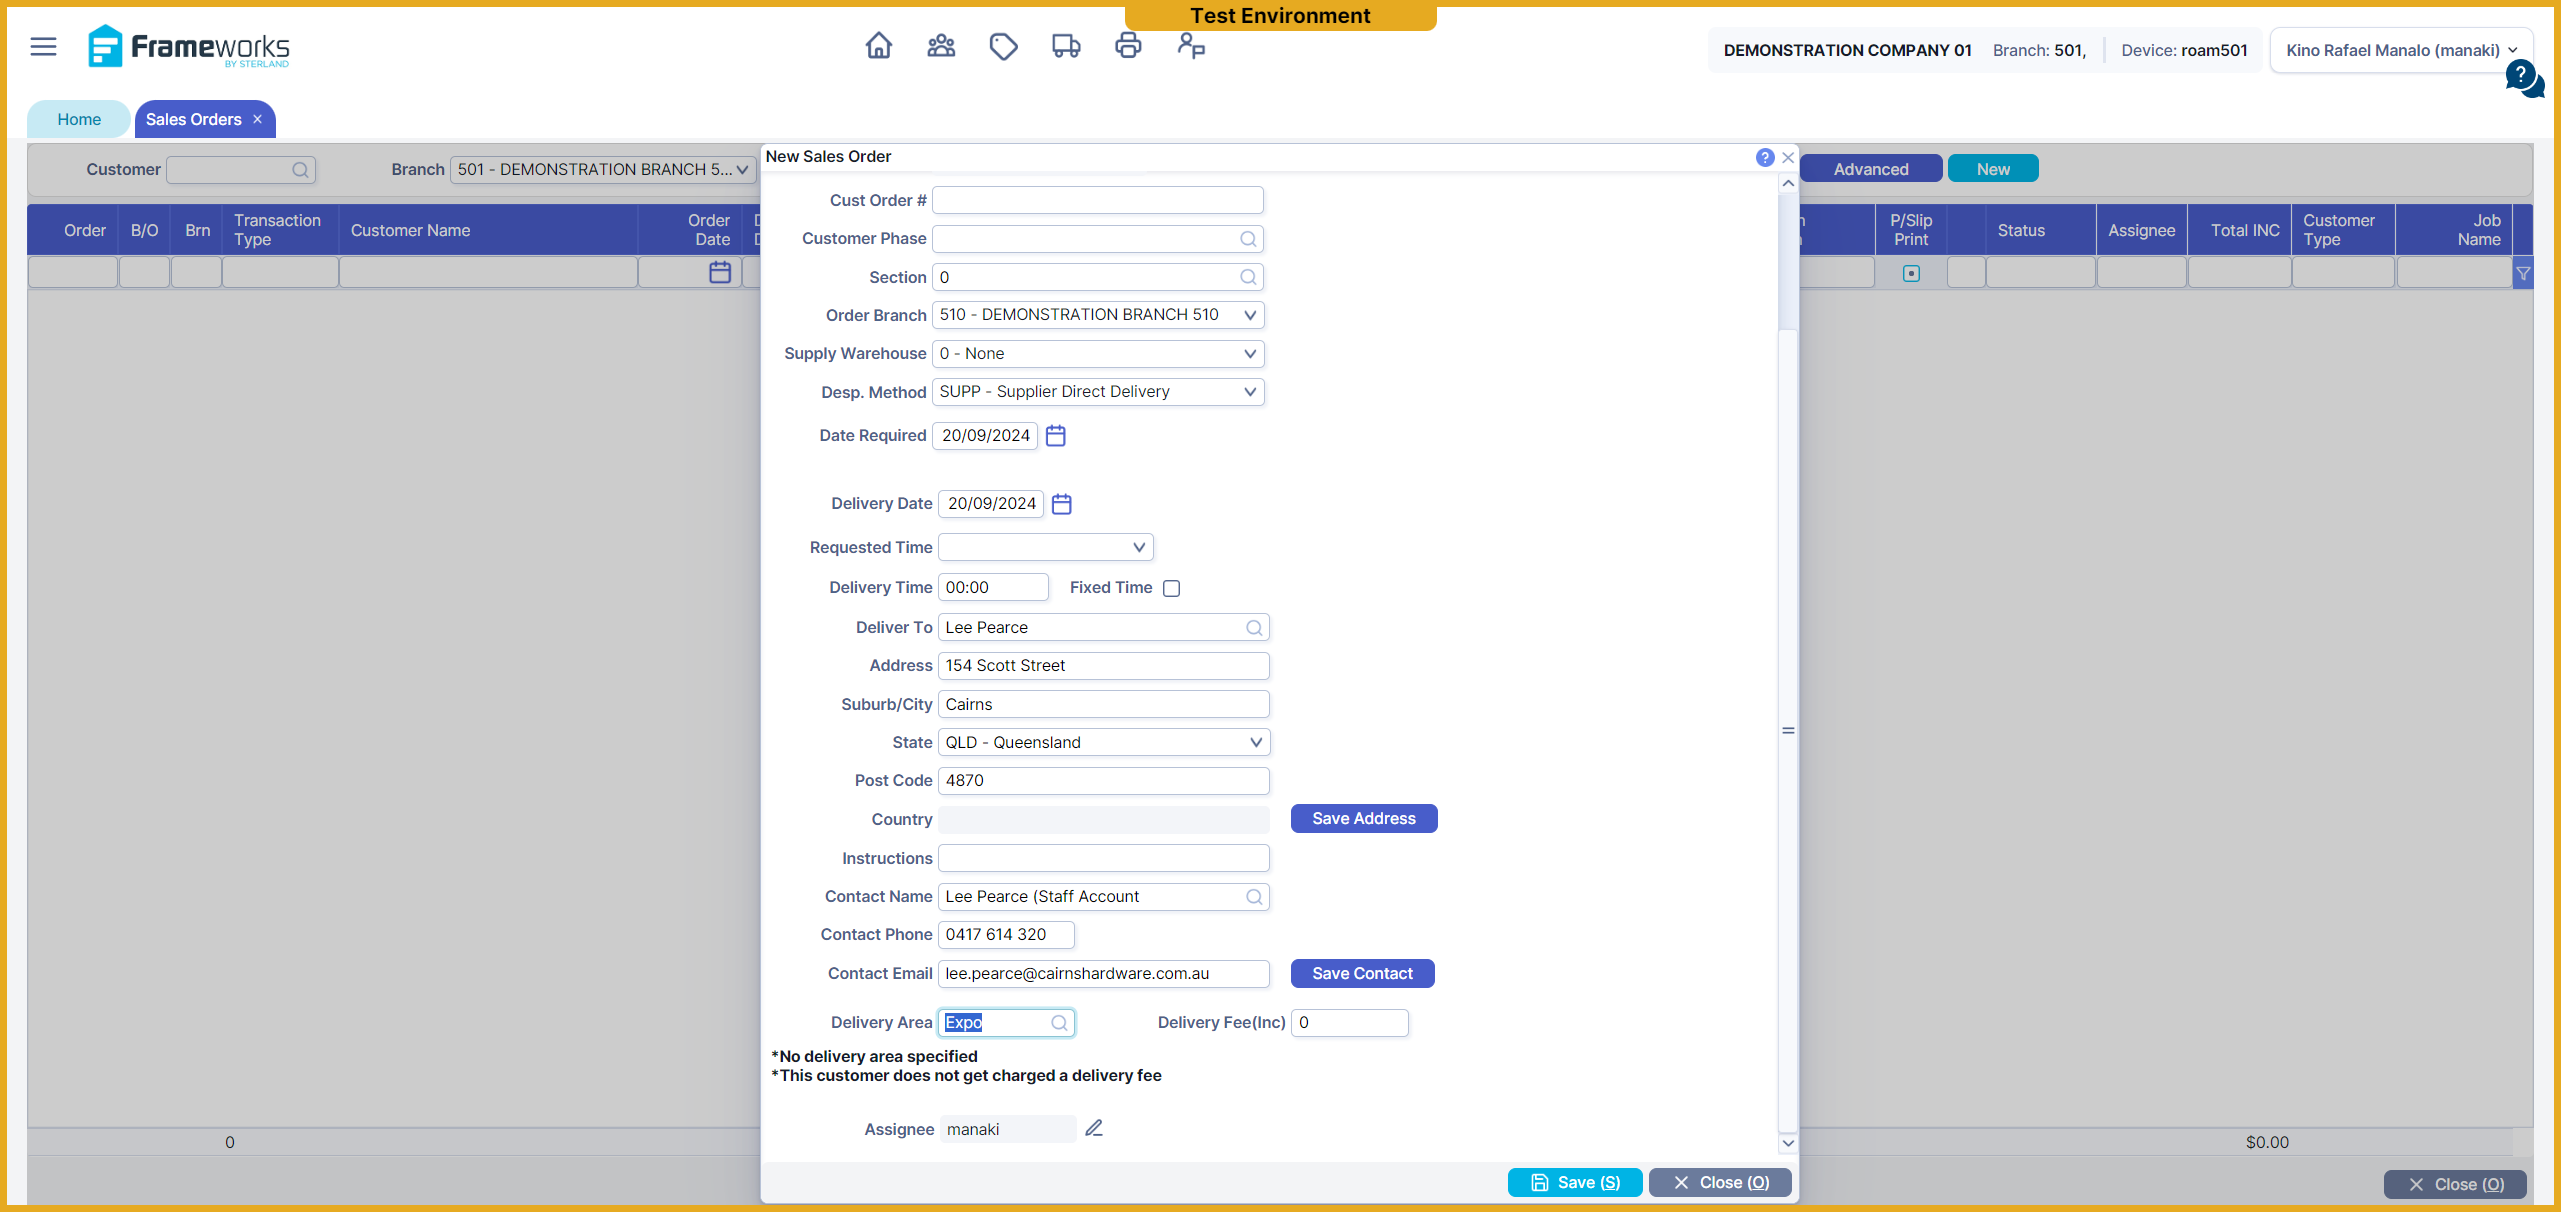 Test Environment
Frameworks
BY STERLAND
DEMONSTRATION COMPANY 01 Branch: 501, Device: roam501
Kino Rafael Manalo (manaki)
?
Home
Sales Orders ×
Customer
Branch 501 - DEMONSTRATION BRANCH 5...
New Sales Order
?
Advanced
New
Order
B/O
Brn
Transaction Type
Customer Name
Order Date
P/Slip Print
Status
Assignee
Total INC
Customer Type
Job Name
Cust Order #
Customer Phase
Section 0
Order Branch 510 - DEMONSTRATION BRANCH 510
Supply Warehouse 0 - None
Desp. Method SUPP - Supplier Direct Delivery
Date Required 20/09/2024
Delivery Date 20/09/2024
Requested Time
Delivery Time 00:00 Fixed Time
Deliver To Lee Pearce
Address 154 Scott Street
Suburb/City Cairns
State QLD - Queensland
Post Code 4870
Country
Save Address
Instructions
Contact Name Lee Pearce (Staff Account
Contact Phone 0417 614 320
Contact Email lee.pearce@cairnshardware.com.au
Save Contact
Delivery Area Expo Delivery Fee(Inc) 0
*No delivery area specified
*This customer does not get charged a delivery fee
Assignee manaki
0
$0.00
Save (S)
Close (O)
Close (O)